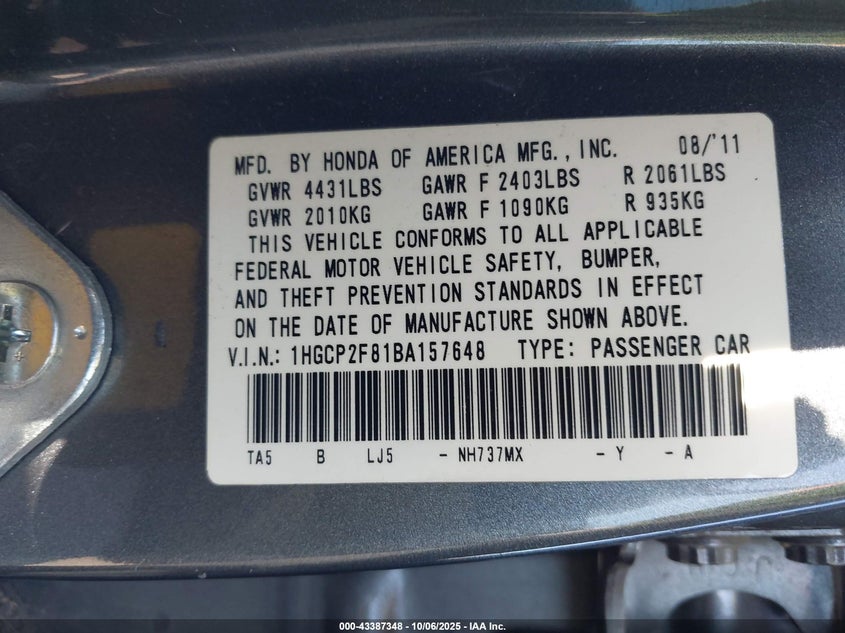 MFD. BY HONDA OF AMERICA MFG., INC. 08/'11
GVWR 4431LBS GAWR F 2403LBS R 2061LBS
GVWR 2010KG GAWR F 1090KG R 935KG
THIS VEHICLE CONFORMS TO ALL APPLICABLE
FEDERAL MOTOR VEHICLE SAFETY, BUMPER,
AND THEFT PREVENTION STANDARDS IN EFFECT
ON THE DATE OF MANUFACTURE SHOWN ABOVE.
V.I.N.: 1HGCP2F81BA157648 TYPE: PASSENGER CAR
TA5 B LJ5 - NH737MX - Y - A
000-43387348 - 10/06/2025 - IAA Inc.